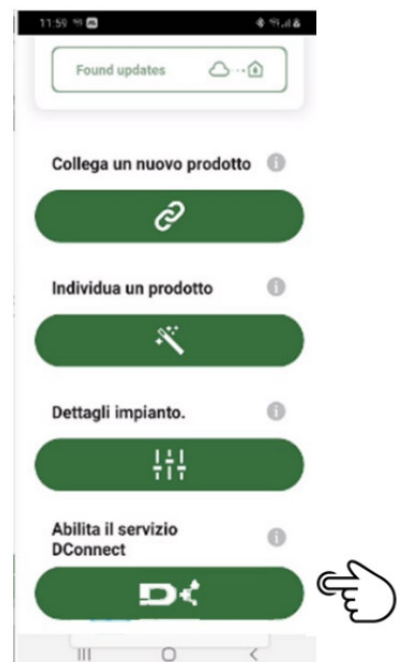 11:59
Found updates
Collega un nuovo prodotto
Individua un prodotto
Dettagli impianto.
Abilita il servizio
DConnect